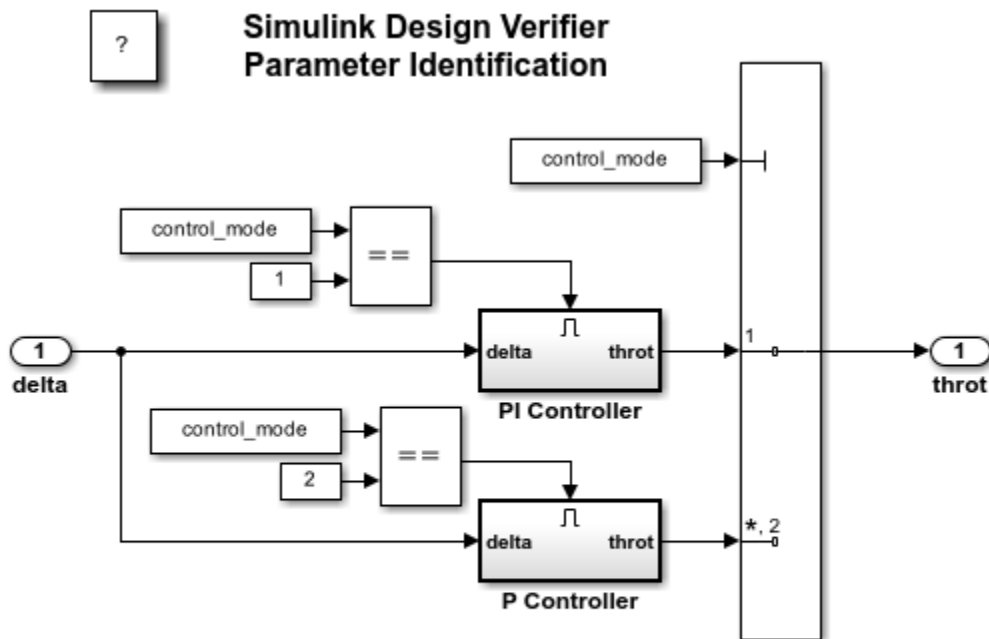 ?
Simulink Design Verifier
Parameter Identification
control_mode
control_mode
==
1
1
delta
delta
throt
PI Controller
1
1
throt
control_mode
==
2
delta
throt
P Controller
*, 2